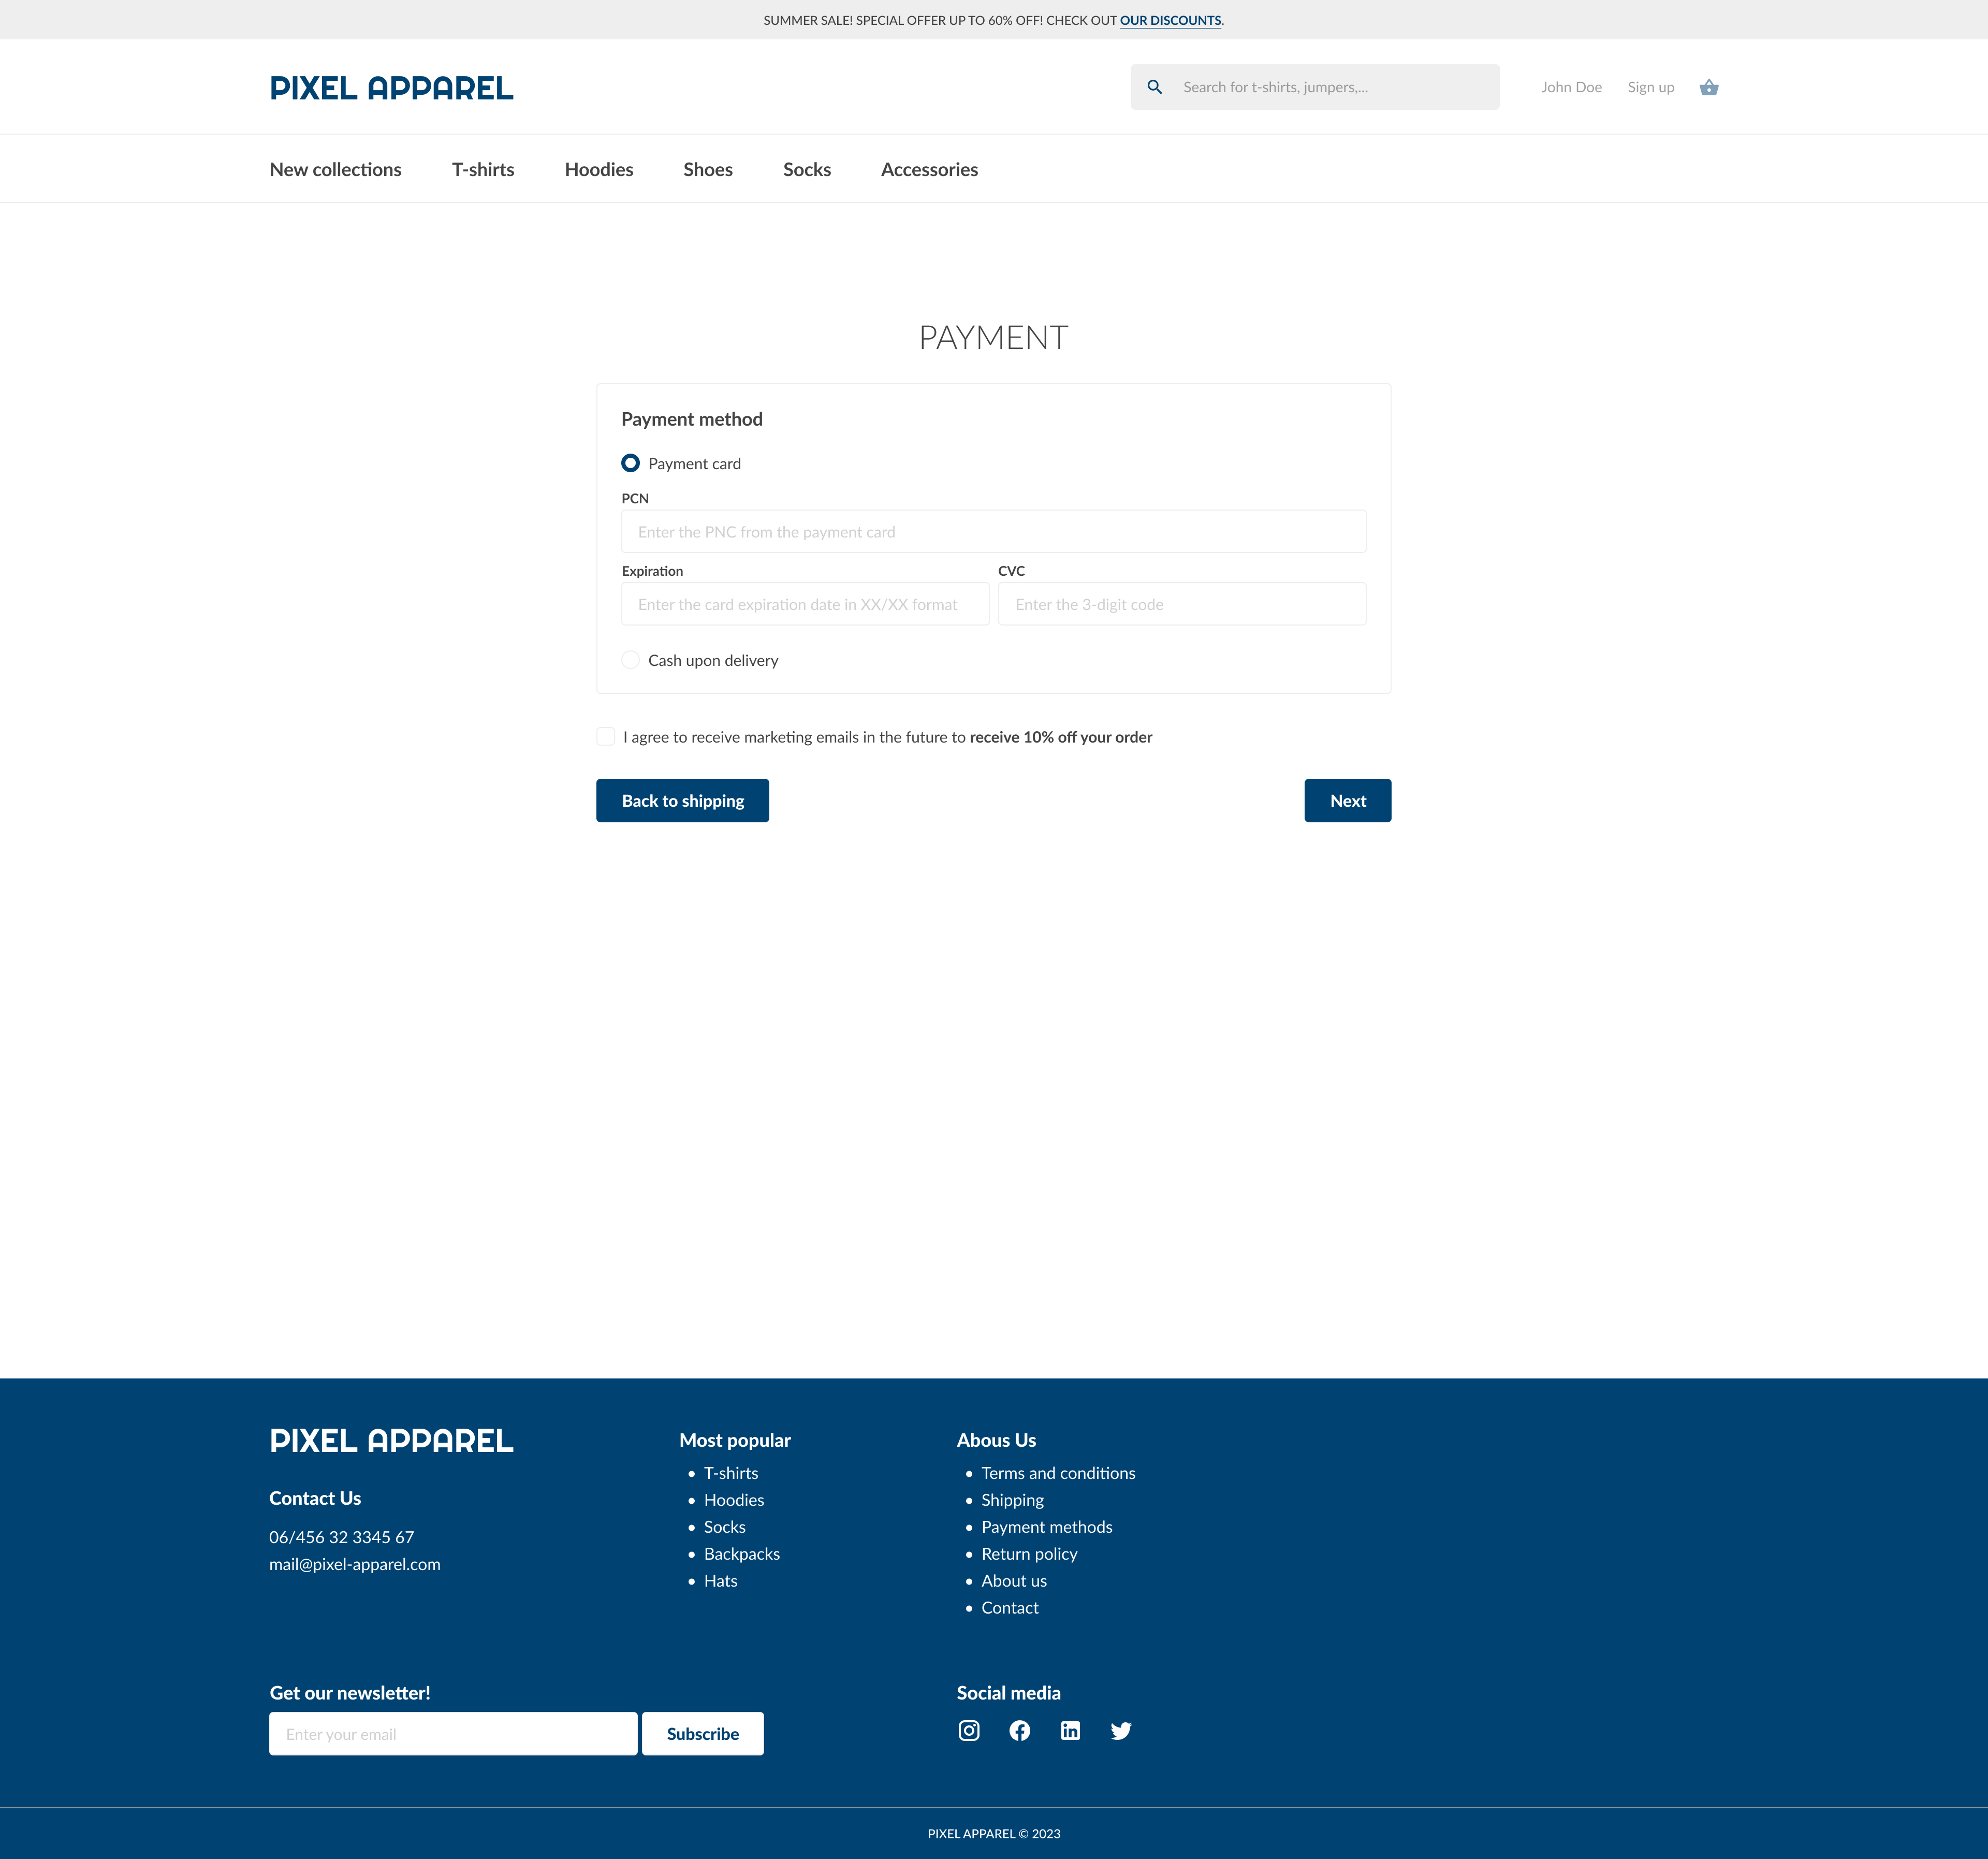 SUMMER SALE! SPECIAL OFFER UP TO 60% OFF! CHECK OUT OUR DISCOUNTS.
PIXEL APPAREL
Search for t-shirts, jumpers,...
John Doe
Sign up
New collections
T-shirts
Hoodies
Shoes
Socks
Accessories
PAYMENT
Payment method
Payment card
PCN
Enter the PNC from the payment card
Expiration
CVC
Enter the card expiration date in XX/XX format
Enter the 3-digit code
Cash upon delivery
I agree to receive marketing emails in the future to receive 10% off your order
Back to shipping
Next
PIXEL APPAREL
Contact Us
06/456 32 3345 67
mail@pixel-apparel.com
Most popular
• T-shirts
• Hoodies
• Socks
• Backpacks
• Hats
Abous Us
• Terms and conditions
• Shipping
• Payment methods
• Return policy
• About us
• Contact
Get our newsletter!
Enter your email
Subscribe
Social media
PIXEL APPAREL © 2023